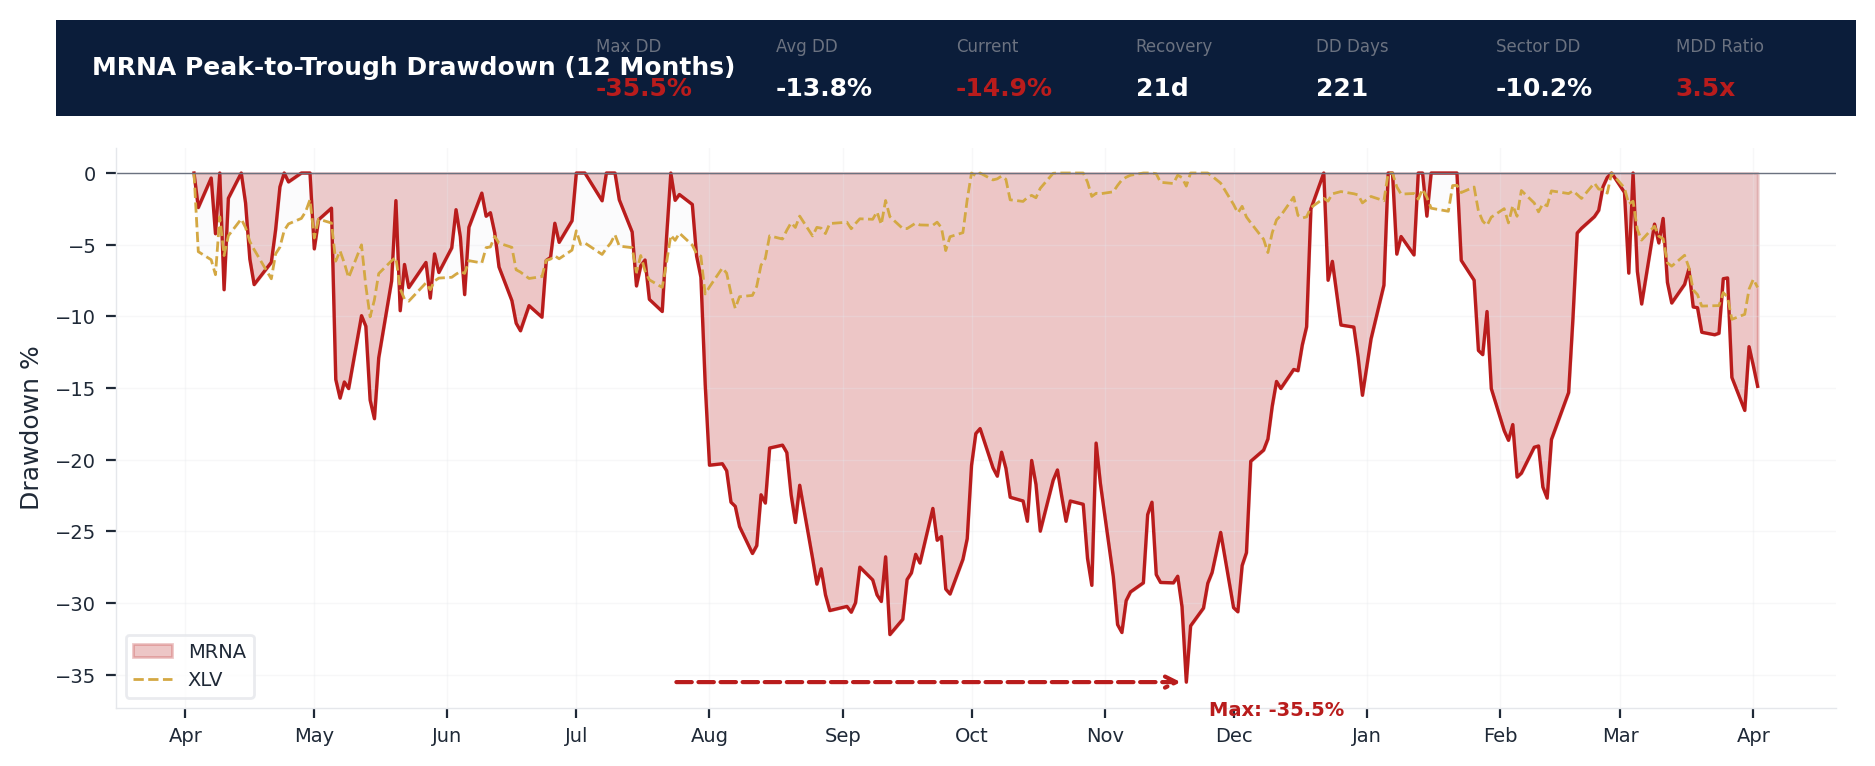 MRNA Peak-to-Trough Drawdown (12 Months)
Max DD
-35.5%
Avg DD
-13.8%
Current
-14.9%
Recovery
21d
DD Days
221
Sector DD
-10.2%
MDD Ratio
3.5x
Drawdown %
0
−5
−10
−15
−20
−25
−30
−35
MRNA
XLV
Max: -35.5%
Apr
May
Jun
Jul
Aug
Sep
Oct
Nov
Dec
Jan
Feb
Mar
Apr